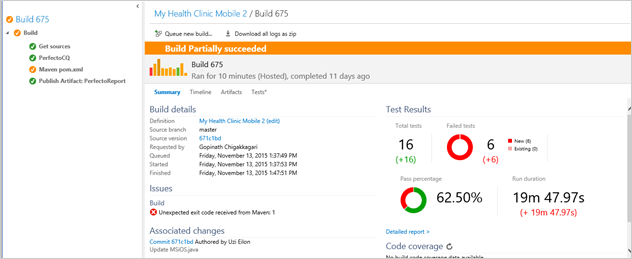 Build 675
Build
Get sources
PerfectoCQ
Maven pom.xml
Publish Artifact: PerfectoReport
My Health Clinic Mobile 2 / Build 675
Queue new build... Download all logs as zip
Build Partially succeeded
Build 675
Ran for 10 minutes (Hosted), completed 11 days ago
Summary Timeline Artifacts Tests*
Build details
Definition My Health Clinic Mobile 2 (edit)
Source branch master
Source version 671c1bd
Requested by Gopinath Chigakkagari
Queued Friday, November 13, 2015 1:37:49 PM
Started Friday, November 13, 2015 1:37:53 PM
Finished Friday, November 13, 2015 1:47:51 PM
Issues
Build
Unexpected exit code received from Maven: 1
Associated changes
Commit 671c1bd Authored by Uzi Eilon
Update MSiOS.java
Test Results
Total tests Failed tests
16 6 New (6)
(+16) (+6) Existing (0)
Pass percentage Run duration
62.50% 19m 47.97s
(+ 19m 47.97s)
Detailed report >
Code coverage
No build code coverage data available